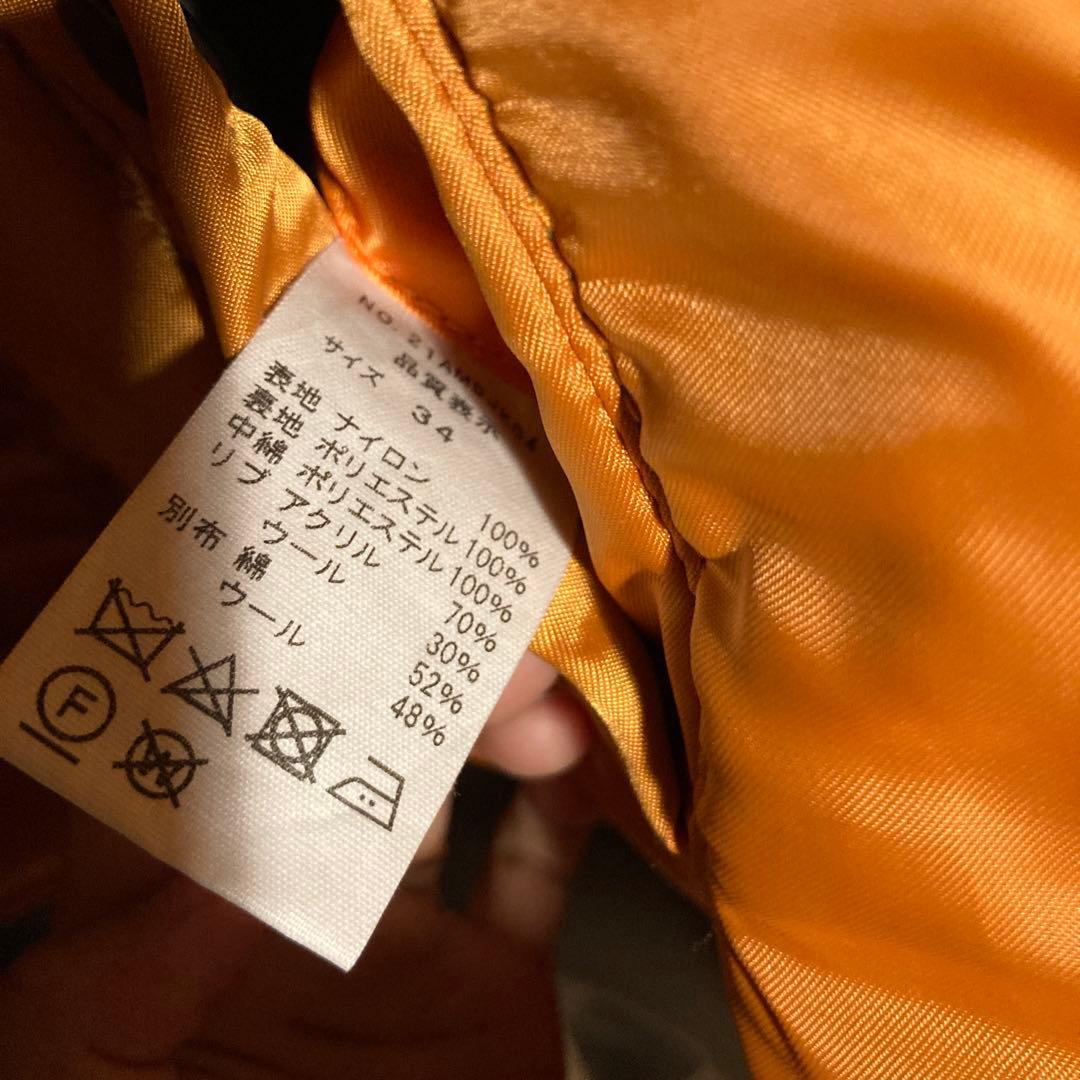 品質表示
サイズ 34
表地 ナイロン 100%
裏地 ポリエステル 100%
中綿 ポリエステル 100%
リブ アクリル 70%
ウール 30%
別布 綿 52%
ウール 48%
F